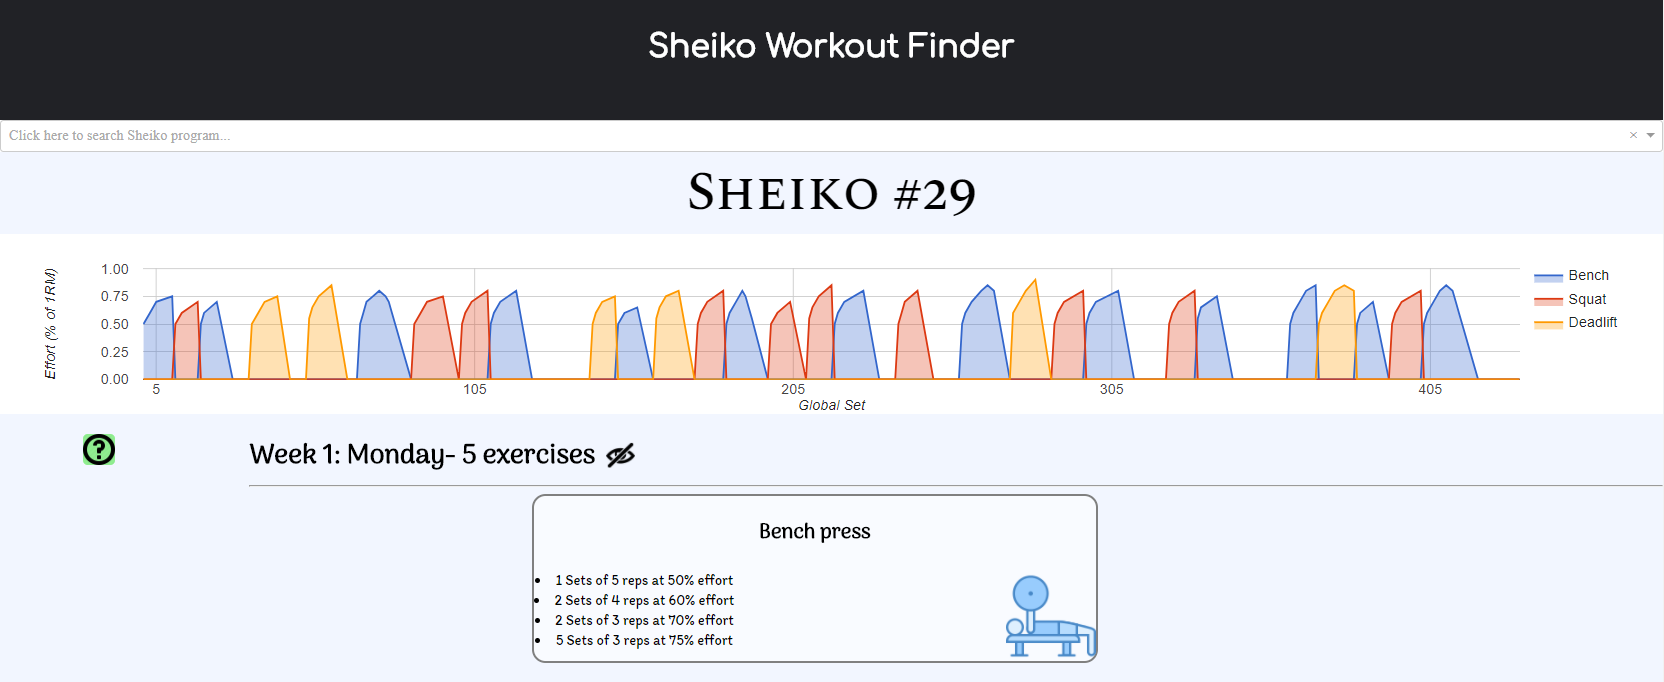 Sheiko Workout Finder
Click here to search Sheiko program...
× 
Sheiko #29
Effort (% of 1RM)
1.00
0.75
0.50
0.25
0.00
5 105 205 305 405
Global Set
Bench
Squat
Deadlift
?
Week 1: Monday- 5 exercises
Bench press
• 1 Sets of 5 reps at 50% effort
• 2 Sets of 4 reps at 60% effort
• 2 Sets of 3 reps at 70% effort
• 5 Sets of 3 reps at 75% effort